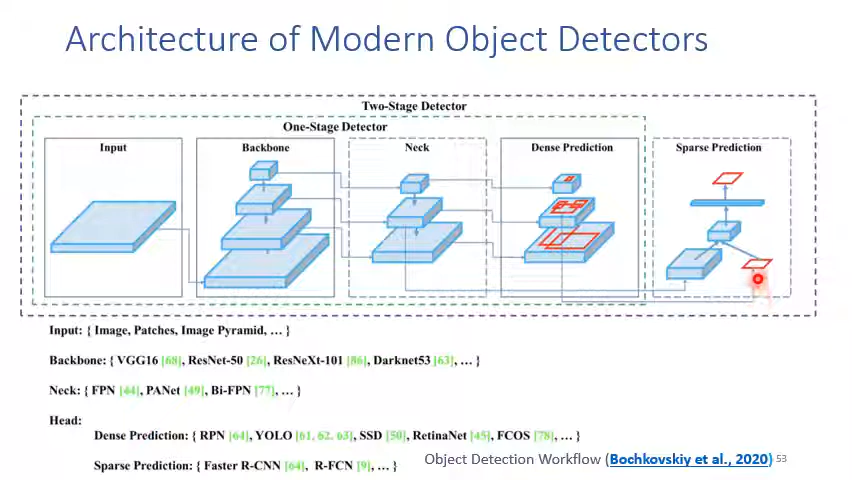 Architecture of Modern Object Detectors
Two-Stage Detector
One-Stage Detector
Input
Backbone
Neck
Dense Prediction
Sparse Prediction
Input: { Image, Patches, Image Pyramid, … }
Backbone: { VGG16 [68], ResNet-50 [26], ResNeXt-101 [86], Darknet53 [63], … }
Neck: { FPN [44], PANet [49], Bi-FPN [77], … }
Head:
Dense Prediction: { RPN [64], YOLO [61, 62, 63], SSD [50], RetinaNet [45], FCOS [78], … }
Sparse Prediction: { Faster R-CNN [64], R-FCN [9], … }
Object Detection Workflow (Bochkovskiy et al., 2020) 53